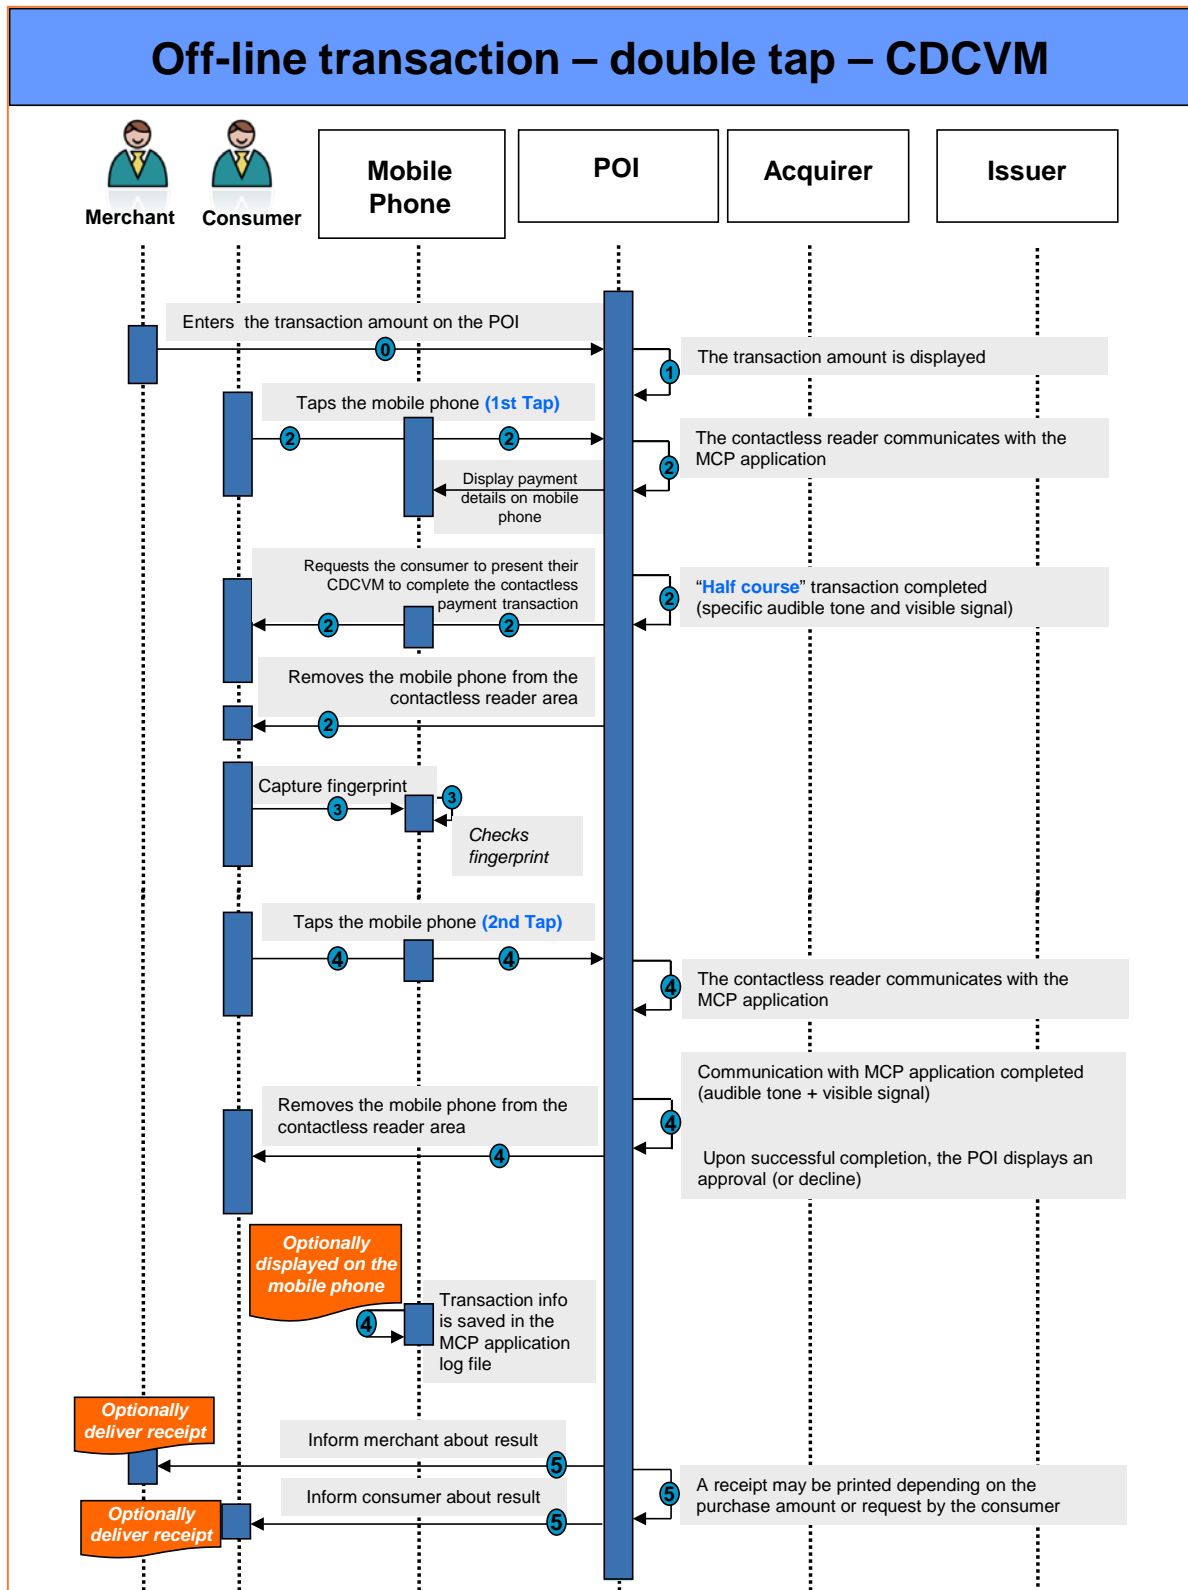 Off-line transaction – double tap – CDCVM
Merchant
Consumer
Mobile
Phone
POI
Acquirer
Issuer
Enters  the transaction amount on the POI
0
The transaction amount is displayed
1
Taps the mobile phone (1st Tap)
2
2
The contactless reader communicates with the
MCP application
2
Display payment
details on mobile
phone
Requests the consumer to present their
CDCVM to complete the contactless
payment transaction
2
2
“Half course” transaction completed
(specific audible tone and visible signal)
2
Removes the mobile phone from the
contactless reader area
2
Capture fingerprint
3
3
Checks
fingerprint
Taps the mobile phone (2nd Tap)
4
4
The contactless reader communicates with the
MCP application
4
Communication with MCP application completed
(audible tone + visible signal)
4
Upon successful completion, the POI displays an
approval (or decline)
Removes the mobile phone from the
contactless reader area
4
Optionally
displayed on the
mobile phone
4
Transaction info
is saved in the
MCP application
log file
Optionally
deliver receipt
Inform merchant about result
5
A receipt may be printed depending on the
purchase amount or request by the consumer
5
Optionally
deliver receipt
Inform consumer about result
5